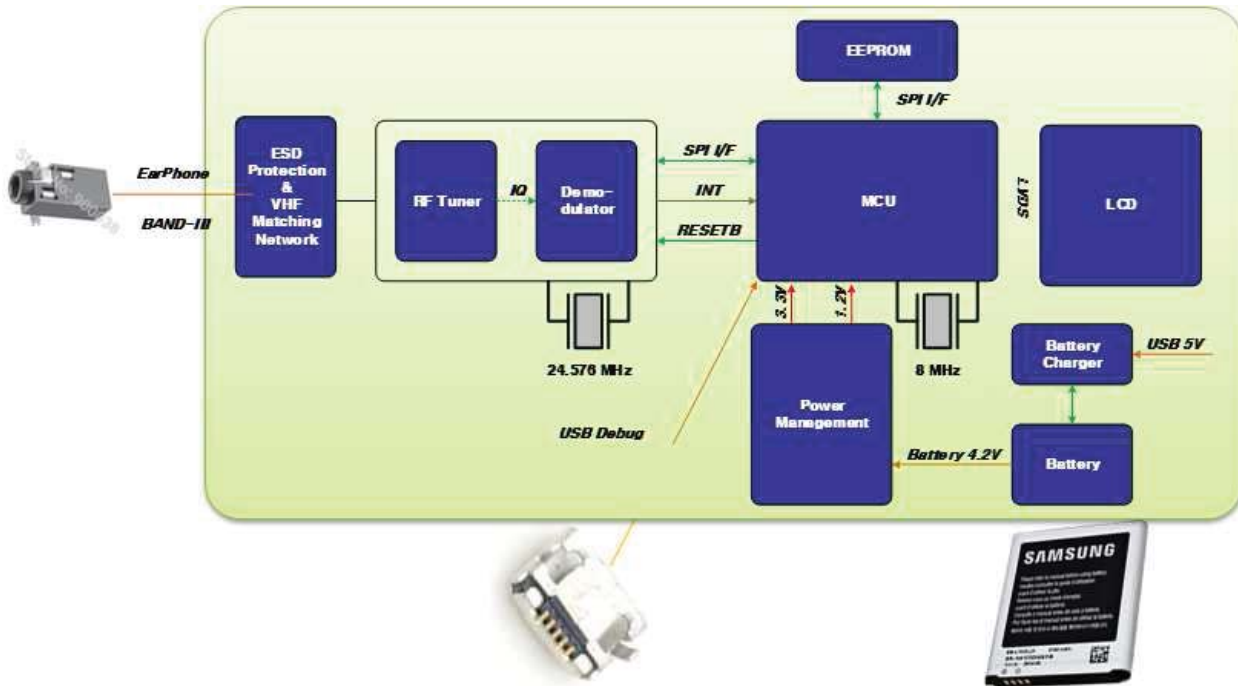 EEPROM
SPI I/F
ESD
Protection
&
VHF
Matching
Network
EarPhone
BAND-III
RF Tuner
IQ
Demo-
dulator
SPI I/F
INT
RESETB
MCU
LVDS
LCD
24.576 MHz
3.3V
1.2V
8 MHz
Battery
Charger
USB 5V
Power
Management
USB Debug
Battery 4.2V
Battery
SAMSUNG